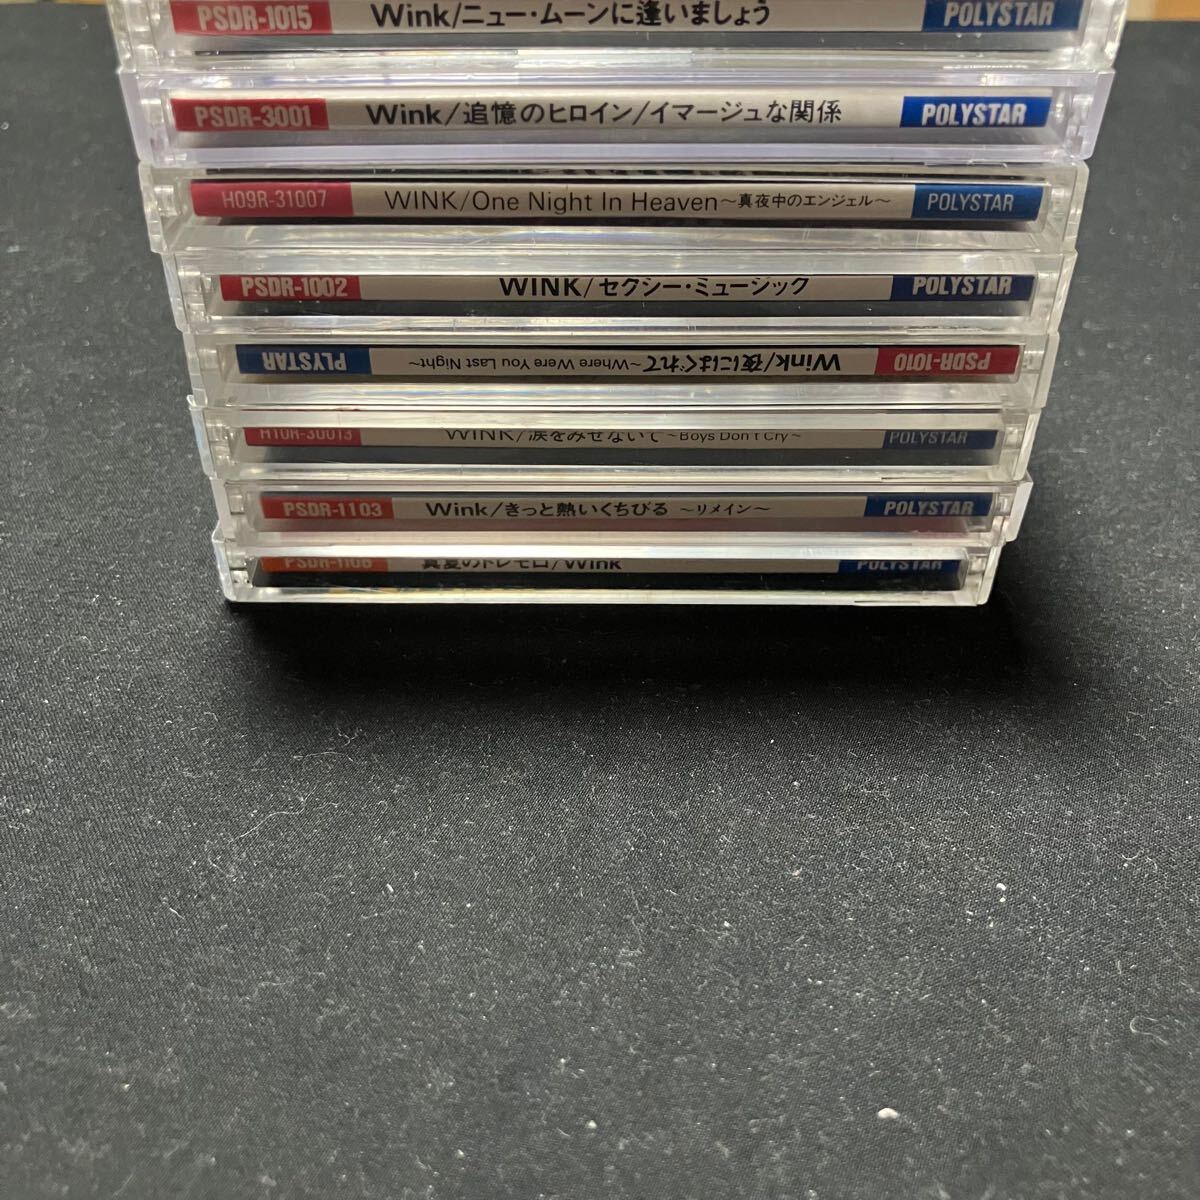 PSDR-1015 Wink/ニュー・ムーンに逢いましょう POLYSTAR
PSDR-3001 Wink/追憶のヒロイン/イマージュな関係 POLYSTAR
H09R-31007 WINK/One Night In Heaven～真夜中のエンジェル～ POLYSTAR
PSDR-1002 WINK/セクシー・ミュージック POLYSTAR
PSDR-1010 Wink/夜にはぐれて～Where Were You Last Night～ PLYSTAR
H10R-30013 WINK/涙をみせないで～Boys Don't Cry～ POLYSTAR
PSDR-1103 Wink/きっと熱いくちびる ～リメイン～ POLYSTAR
PSDR-1106 真夏のトレモロ/Wink POLYSTAR